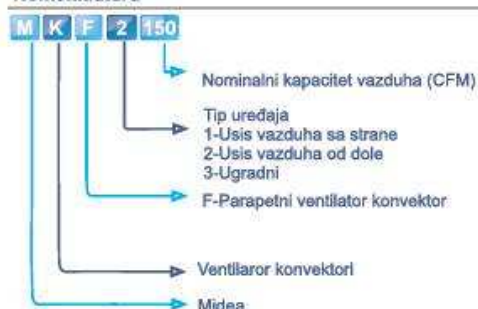 M K F 2 150
Nominalni kapacitet vazduha (CFM)
Tip uređaja
1-Usis vazduha sa strane
2-Usis vazduha od dole
3-Ugradni
F-Parapetni ventilator konvektor
Ventilaror konvektori
Midea